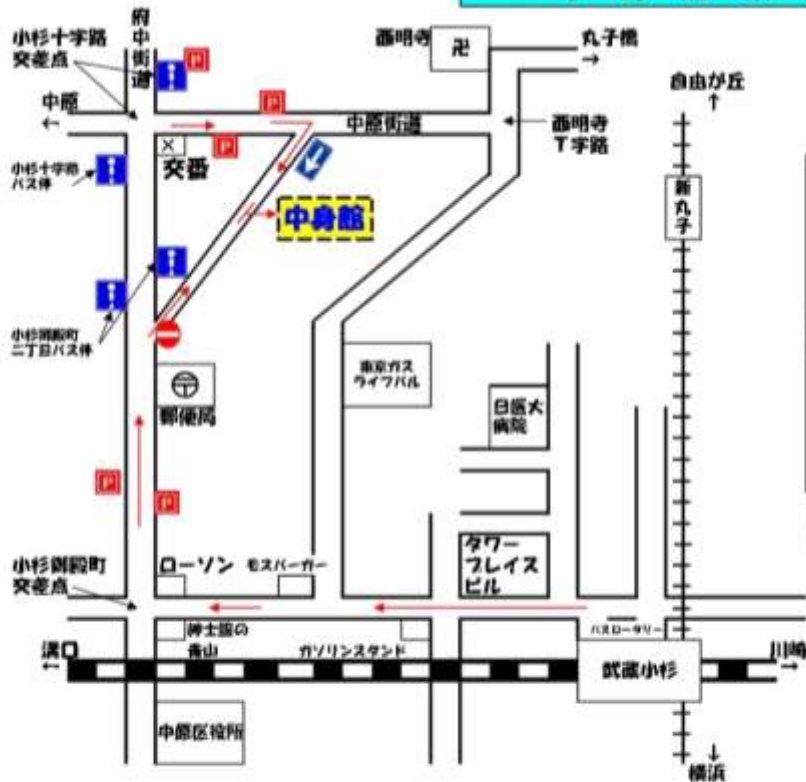 小杉十字路
交差点
府中街道
P
西明寺
卍
丸子橋
→
自由が丘
↑
中原
←
P
中原街道
西明寺
T字路
P
交番
小杉十字路
バス停
新丸子
中身館
小杉御殿町
二丁目バス停
東京ガス
ライフバル
郵便局
日医大
病院
P
P
小杉御殿町
交差点
ローソン
モスバーガー
タワー
プレイス
ビル
紳士服の
青山
ガソリンスタンド
バスロータリー
溝口
←
武蔵小杉
川崎
→
中原区役所
↓
横浜